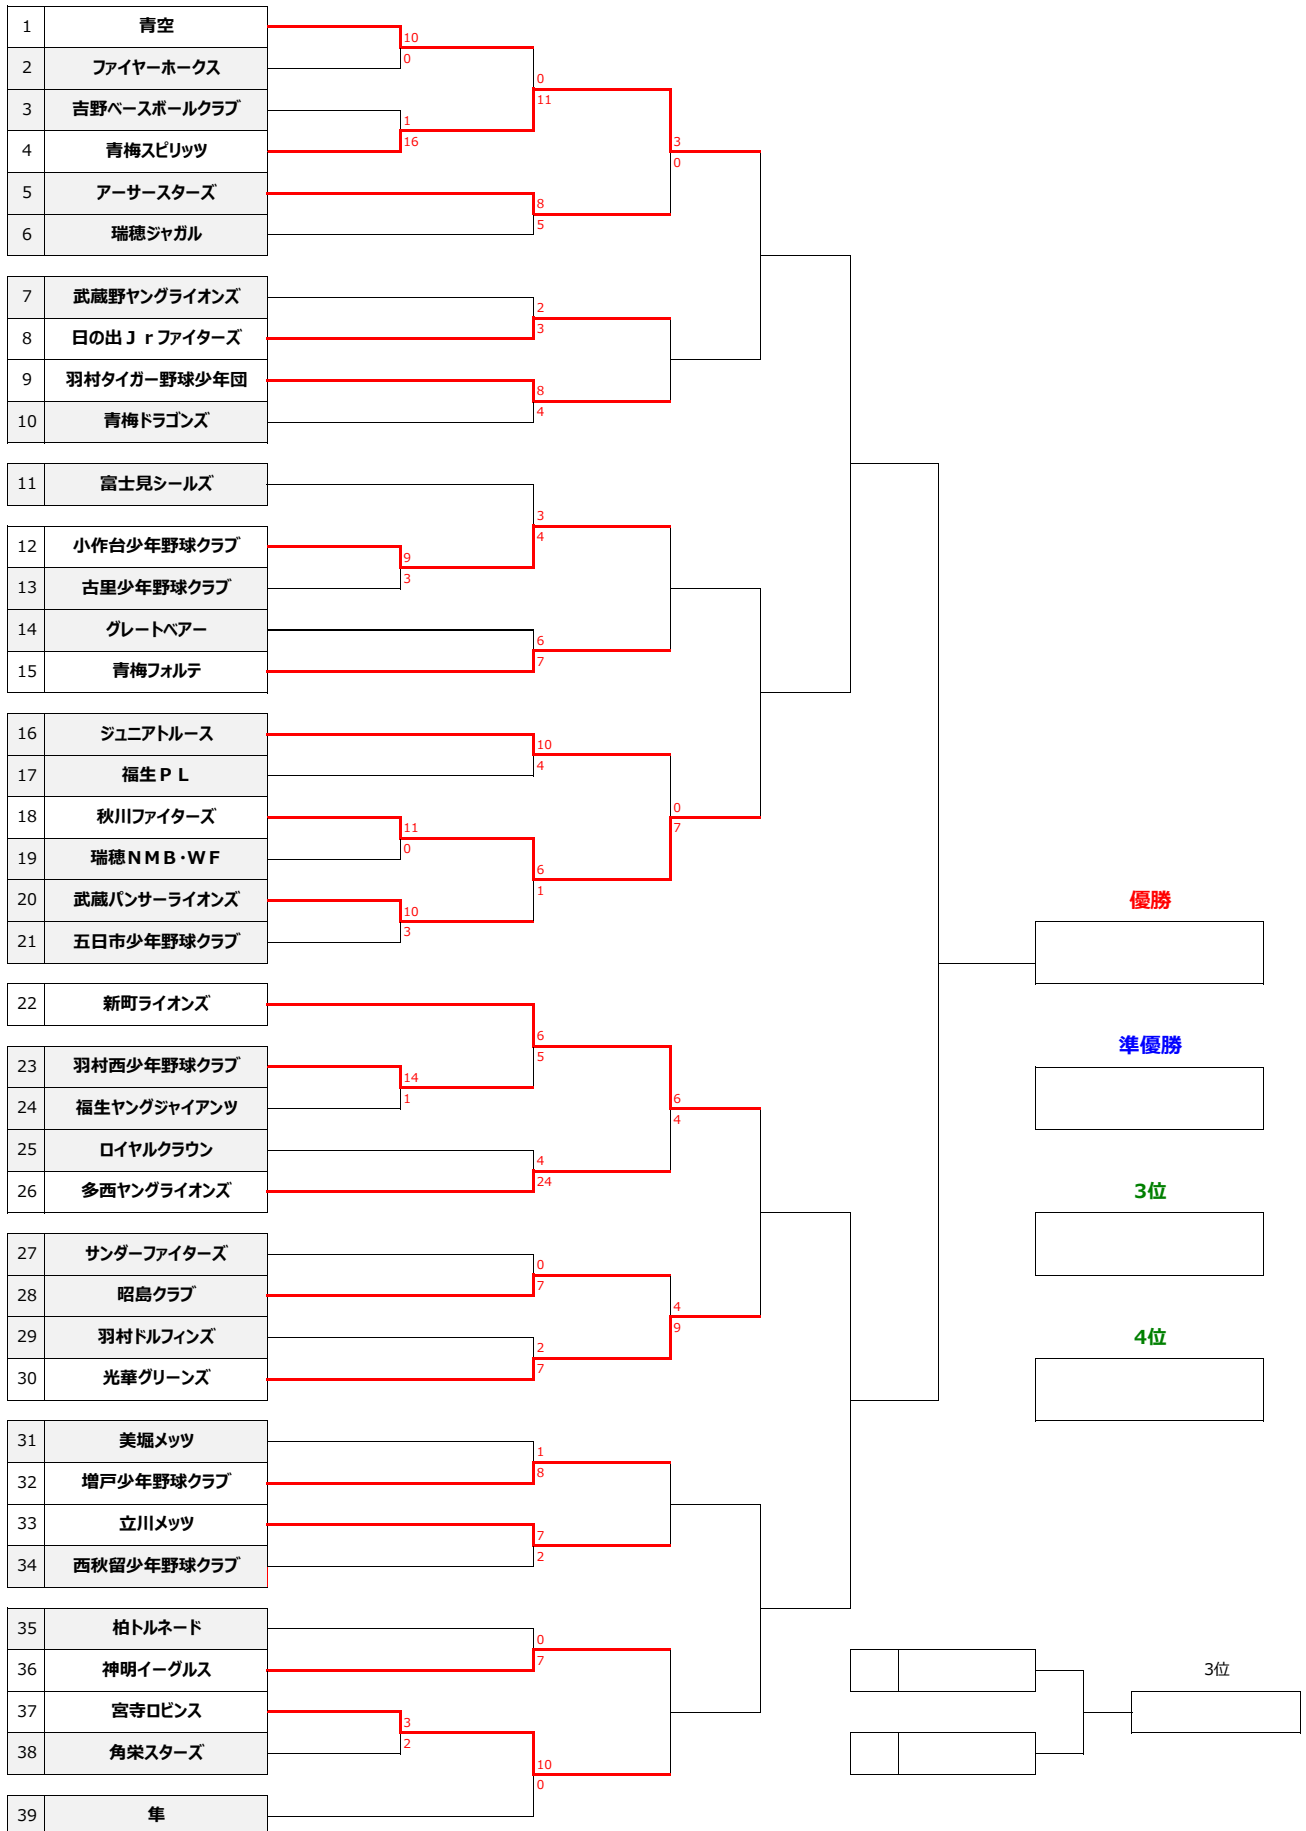 1 青空
10
0
2 ファイヤーホークス
0
11
3 吉野ベースボールクラブ
1
16
4 青梅スピリッツ
3
0
5 アーサースターズ
8
5
6 瑞穂ジャガル
7 武蔵野ヤングライオンズ
2
3
8 日の出Ｊｒファイターズ
9 羽村タイガー野球少年団
8
4
10 青梅ドラゴンズ
11 富士見シールズ
3
4
12 小作台少年野球クラブ
9
3
13 古里少年野球クラブ
14 グレートベアー
6
7
15 青梅フォルテ
16 ジュニアトルース
10
4
17 福生ＰＬ
18 秋川ファイターズ
0
7
11
0
19 瑞穂ＮＭＢ・ＷＦ
6
1
20 武蔵パンサーライオンズ
10
3
21 五日市少年野球クラブ
優勝
22 新町ライオンズ
6
5
準優勝
23 羽村西少年野球クラブ
14
1
24 福生ヤングジャイアンツ
6
4
25 ロイヤルクラウン
4
24
26 多西ヤングライオンズ
3位
27 サンダーファイターズ
0
7
28 昭島クラブ
4
9
29 羽村ドルフィンズ
2
7
4位
30 光華グリーンズ
31 美堀メッツ
1
8
32 増戸少年野球クラブ
33 立川メッツ
7
2
34 西秋留少年野球クラブ
35 柏トルネード
0
7
36 神明イーグルス
3位
37 宮寺ロビンス
3
2
38 角栄スターズ
10
0
39 隼